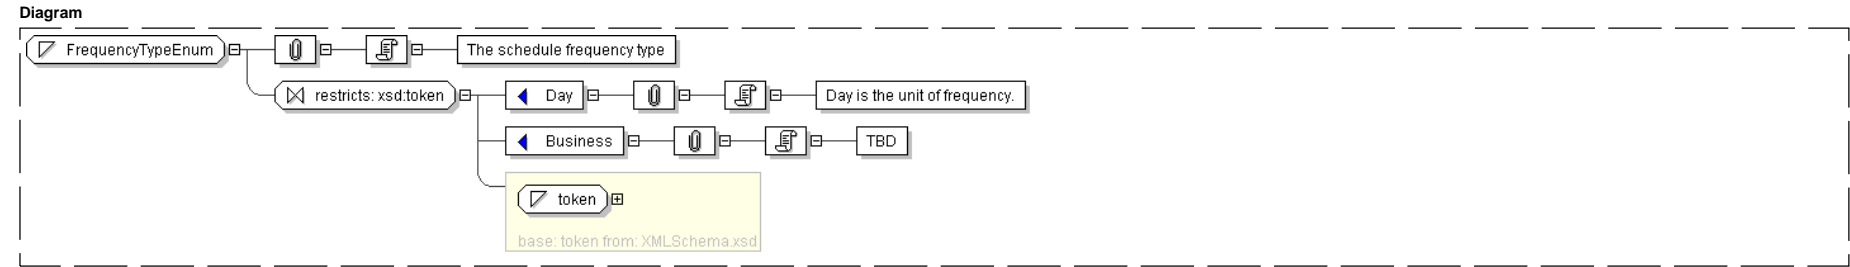 Diagram
FrequencyTypeEnum
The schedule frequency type
restricts: xsd:token
Day
Day is the unit of frequency.
Business
TBD
token
base: token from: XMLSchema.xsd